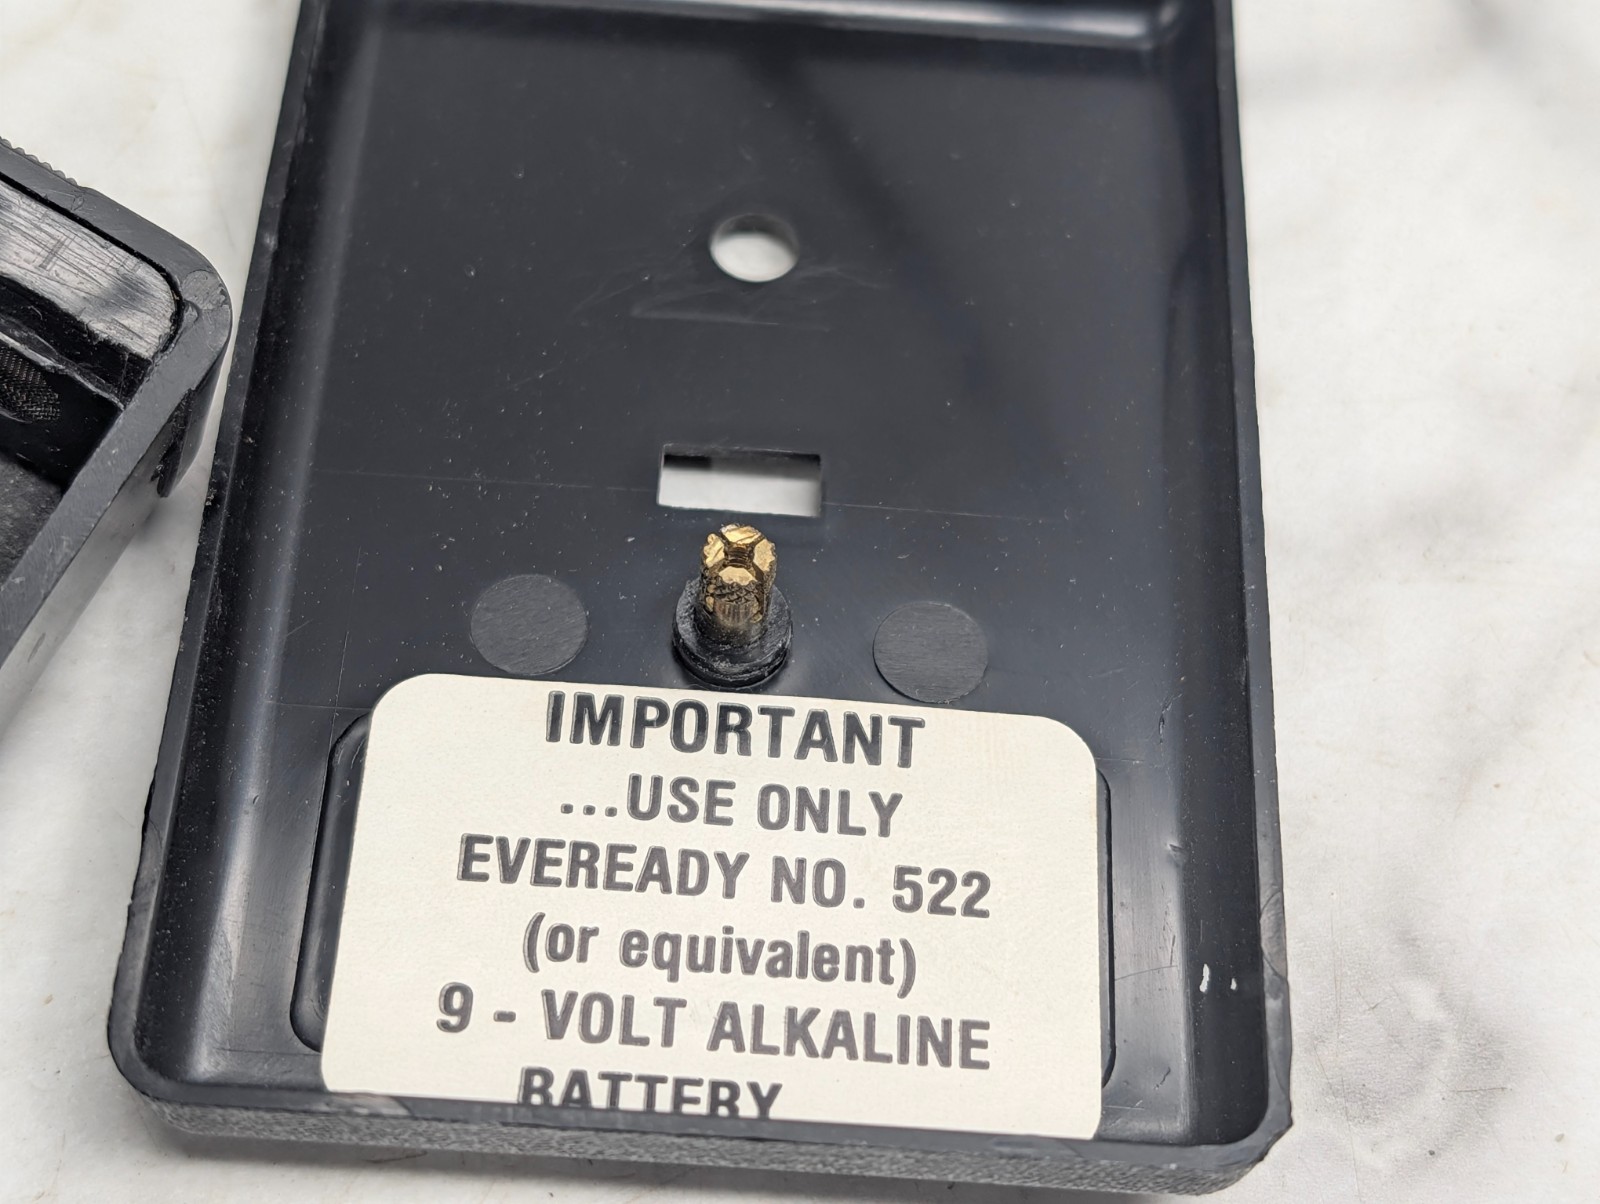 IMPORTANT
...USE ONLY
EVEREADY NO. 522
(or equivalent)
9 - VOLT ALKALINE
BATTERY